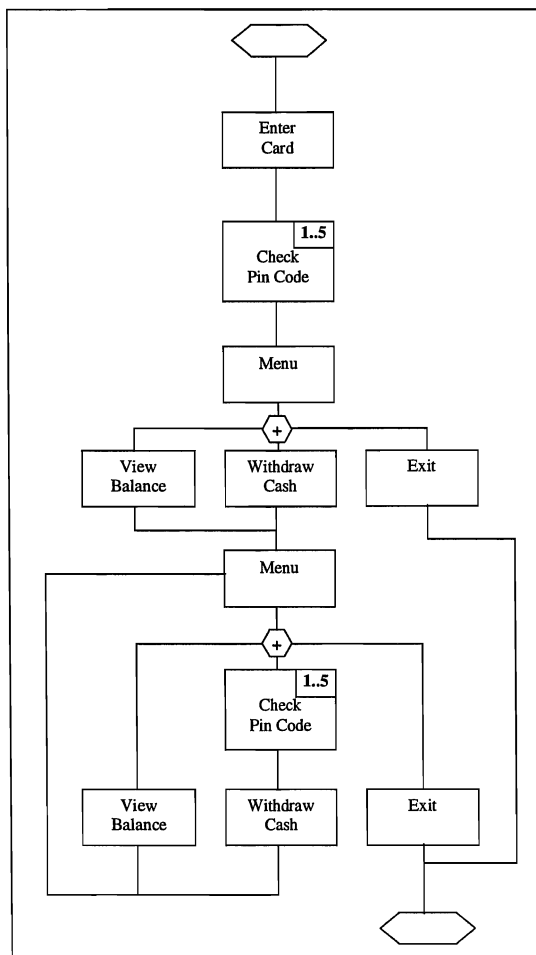 Enter
Card
1..5
Check
Pin Code
Menu
+
View
Balance
Withdraw
Cash
Exit
Menu
+
1..5
Check
Pin Code
View
Balance
Withdraw
Cash
Exit